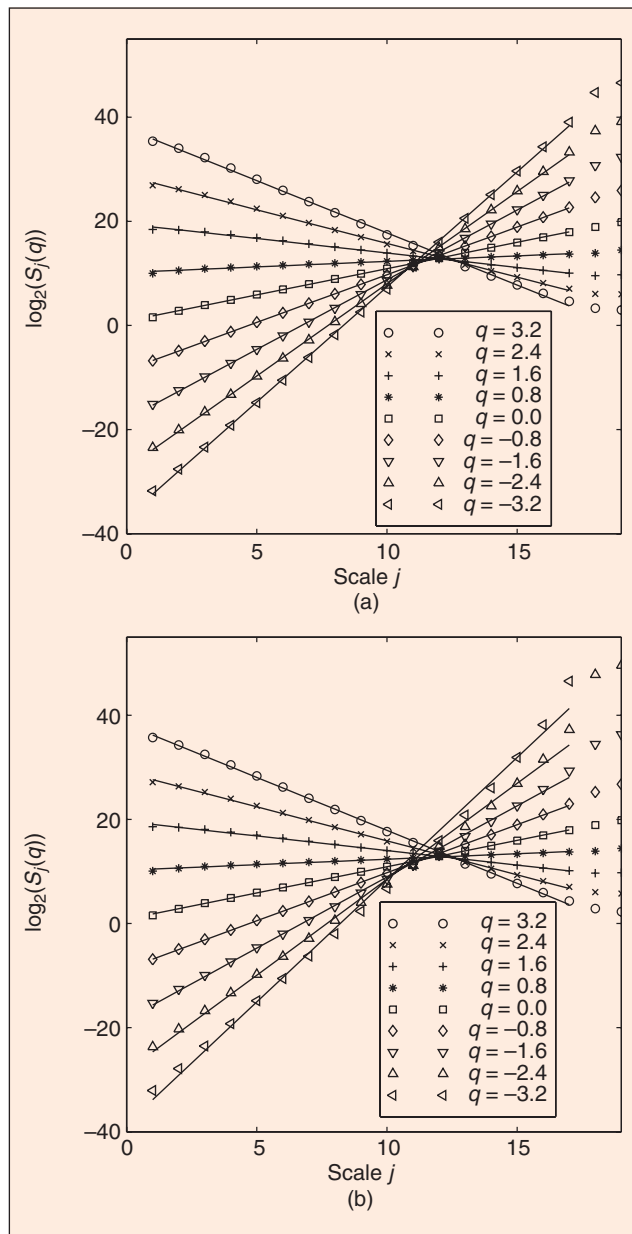 40
20
0
−20
−40
log2(Sj(q))
q = 3.2
q = 2.4
q = 1.6
q = 0.8
q = 0.0
q = −0.8
q = −1.6
q = −2.4
q = −3.2
0 5 10 15
Scale j
(a)
40
20
0
−20
−40
log2(Sj(q))
q = 3.2
q = 2.4
q = 1.6
q = 0.8
q = 0.0
q = −0.8
q = −1.6
q = −2.4
q = −3.2
0 5 10 15
Scale j
(b)